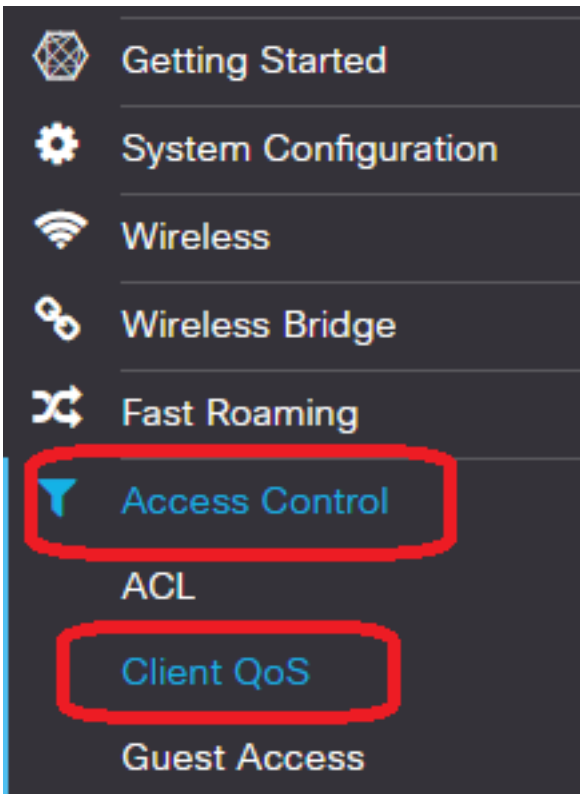 Getting Started
System Configuration
Wireless
Wireless Bridge
Fast Roaming
Access Control
ACL
Client QoS
Guest Access